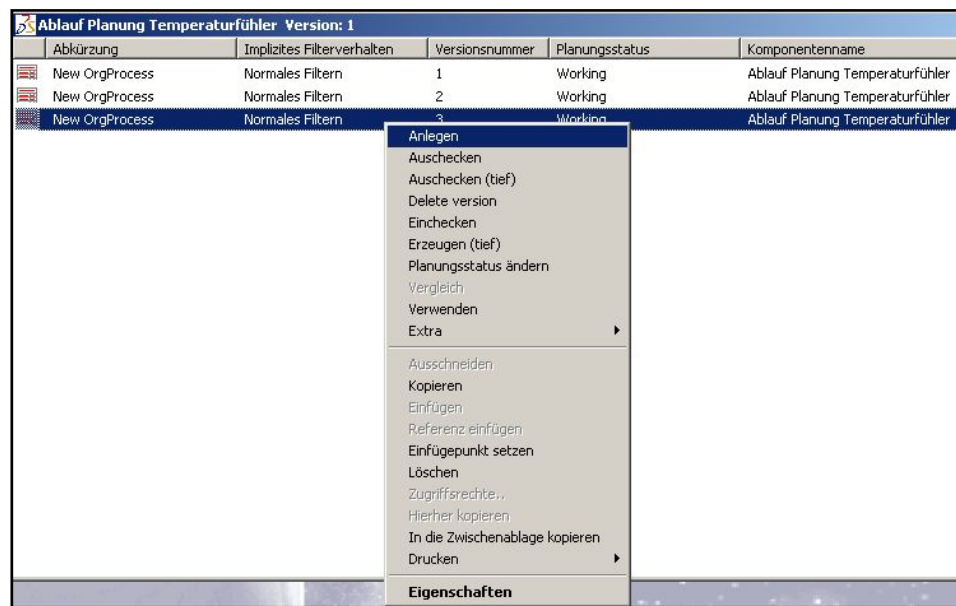 Ablauf Planung Temperaturfühler Version: 1
Abkürzung Implizites Filterverhalten Versionsnummer Planungsstatus Komponentenname
New OrgProcess Normales Filtern 1 Working Ablauf Planung Temperaturfühler
New OrgProcess Normales Filtern 2 Working Ablauf Planung Temperaturfühler
New OrgProcess Normales Filtern 3 Working Ablauf Planung Temperaturfühler
Anlegen
Auschecken
Auschecken (tief)
Delete version
Einchecken
Erzeugen (tief)
Planungsstatus ändern
Vergleich
Verwenden
Extra
Ausschneiden
Kopieren
Einfügen
Referenz einfügen
Einfügepunkt setzen
Löschen
Zugriffsrechte..
Hierher kopieren
In die Zwischenablage kopieren
Drucken
Eigenschaften